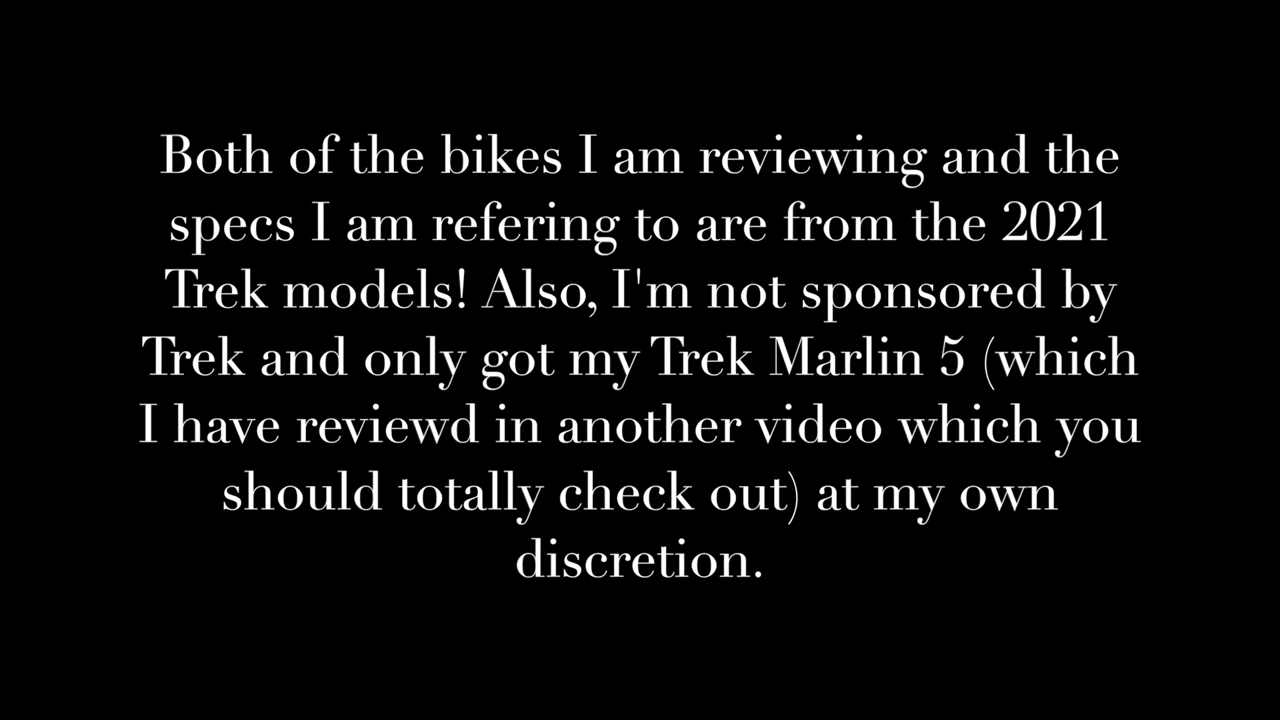 Both of the bikes I am reviewing and the
specs I am refering to are from the 2021
Trek models! Also, I'm not sponsored by
Trek and only got my Trek Marlin 5 (which
I have reviewd in another video which you
should totally check out) at my own
discretion.